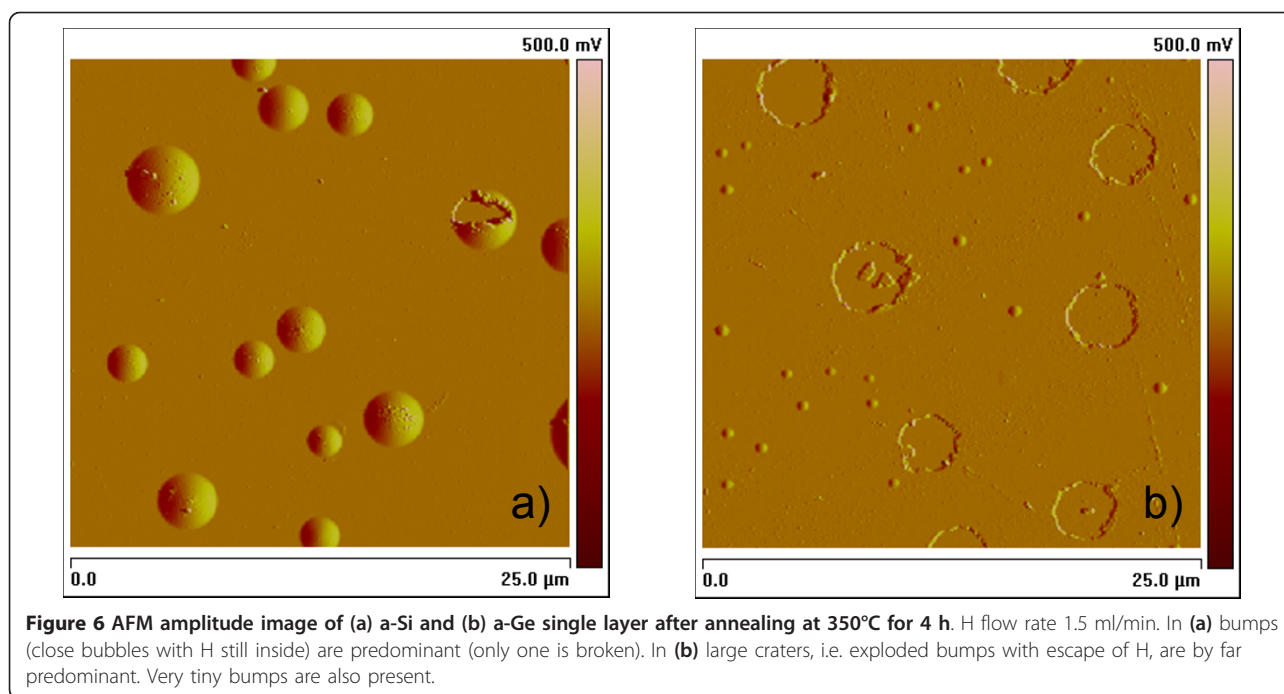 500.0 mV
a)
0.0 25.0 µm
500.0 mV
b)
0.0 25.0 µm
Figure 6 AFM amplitude image of (a) a-Si and (b) a-Ge single layer after annealing at 350°C for 4 h. H flow rate 1.5 ml/min. In (a) bumps
(close bubbles with H still inside) are predominant (only one is broken). In (b) large craters, i.e. exploded bumps with escape of H, are by far
predominant. Very tiny bumps are also present.